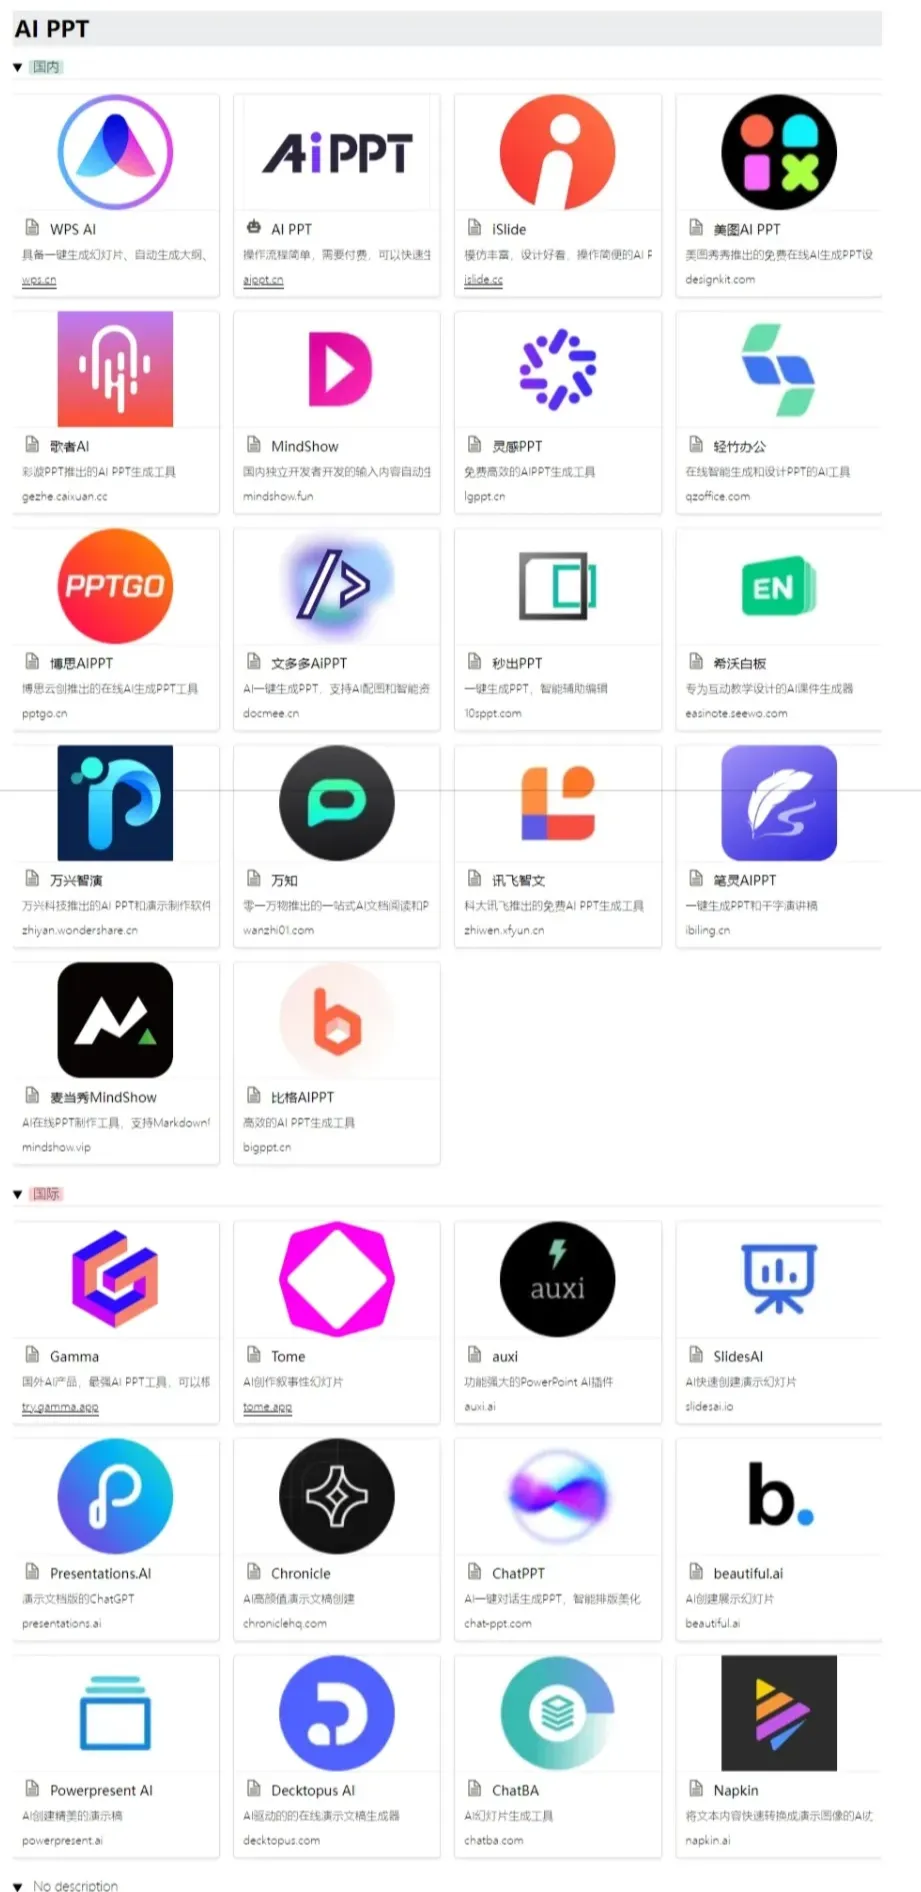 AI PPT
国内
AiPPT
WPS AI
AI PPT
iSlide
美图AI PPT
具备一键生成幻灯片、自动生成大纲、
操作流程简单，需要付费，可以快速生
模仿丰富，设计好看，操作简便的AI P
美图秀秀推出的免费在线AI生成PPT设
wps.cn
aippt.cn
islide.cc
designkit.com
歌者AI
MindShow
灵感PPT
轻竹办公
彩漩PPT推出的AI PPT生成工具
国内独立开发者开发的输入内容自动生
免费高效的AIPPT生成工具
在线智能生成和设计PPT的AI工具
gezhe.caixuan.cc
mindshow.fun
lgppt.cn
qzoffice.com
PPTGO
EN
博思AIPPT
文多多AiPPT
秒出PPT
希沃白板
博思云创推出的在线AI生成PPT工具
AI一键生成PPT，支持AI配图和智能资
一键生成PPT，智能辅助编辑
专为互动教学设计的AI课件生成器
pptgo.cn
docmee.cn
10sppt.com
easinote.seewo.com
万兴智演
万知
讯飞智文
笔灵AIPPT
万兴科技推出的AI PPT和演示制作软件
零一万物推出的一站式AI文档阅读和P
科大讯飞推出的免费AI PPT生成工具
一键生成PPT和千字演讲稿
zhiyan.wondershare.cn
wanzhi01.com
zhiwen.xfyun.cn
ibiling.cn
麦当秀MindShow
比格AIPPT
AI在线PPT制作工具，支持Markdown!
高效的AI PPT生成工具
mindshow.vip
bigppt.cn
国际
auxi
Gamma
Tome
auxi
SlidesAI
国外AI产品，最强AI PPT工具，可以根
AI创作叙事性幻灯片
功能强大的PowerPoint AI插件
AI快速创建演示幻灯片
try.gamma.app
tome.app
auxi.ai
slidesai.io
b.
Presentations.AI
Chronicle
ChatPPT
beautiful.ai
演示文档版的ChatGPT
AI高颜值演示文稿创建
AI一键对话生成PPT，智能排版美化
AI创建展示幻灯片
presentations.ai
chroniclehq.com
chat-ppt.com
beautiful.ai
Powerpresent AI
Decktopus AI
ChatBA
Napkin
AI创建精美的演示稿
AI驱动的的在线演示文稿生成器
AI幻灯片生成工具
将文本内容快速转换成演示图像的AI
powerpresent.ai
decktopus.com
chatba.com
napkin.ai
No description